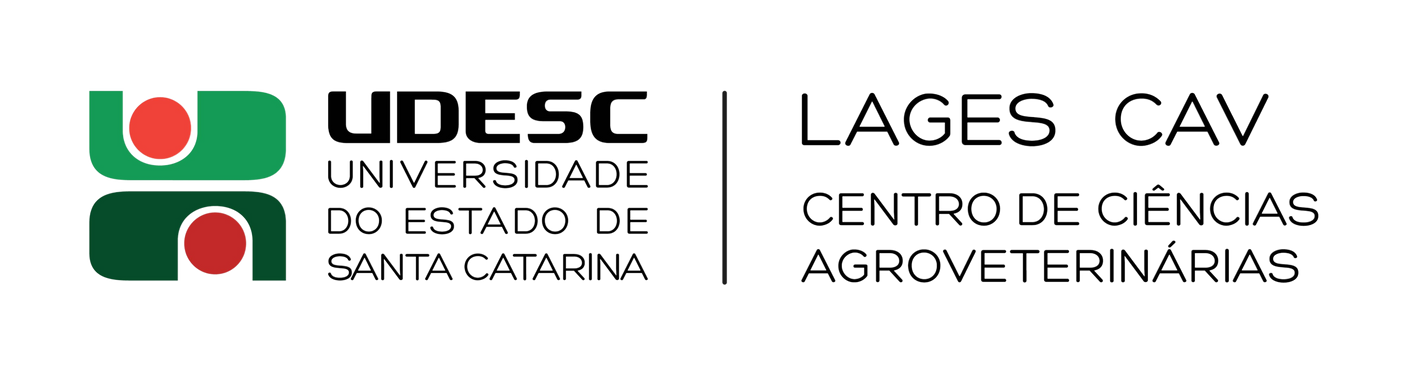 UDESC
UNIVERSIDADE
DO ESTADO DE
SANTA CATARINA
LAGES CAV
CENTRO DE CIÊNCIAS
AGROVETERINÁRIAS